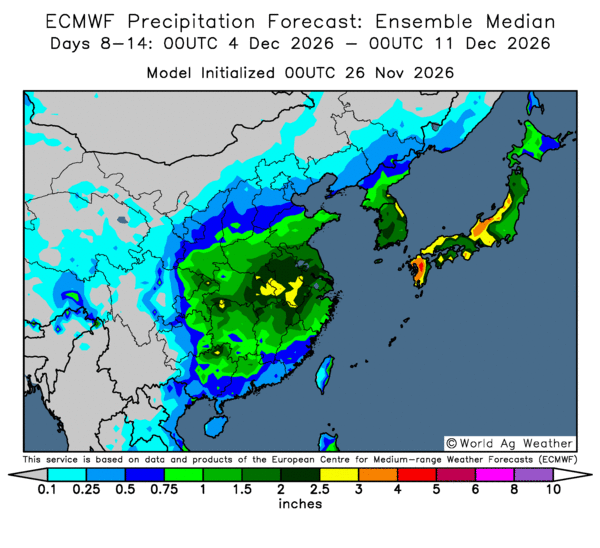 ECMWF Precipitation Forecast: Ensemble Median
Days 8-14: 00UTC 4 Dec 2026 - 00UTC 11 Dec 2026
Model Initialized 00UTC 26 Nov 2026
©World Ag Weather
This service is based on data and products of the European Centre for Medium-range Weather Forecasts (ECMWF)
0.1 0.25 0.5 0.75 1 1.5 2 2.5 3 4 5 6 8 10
inches